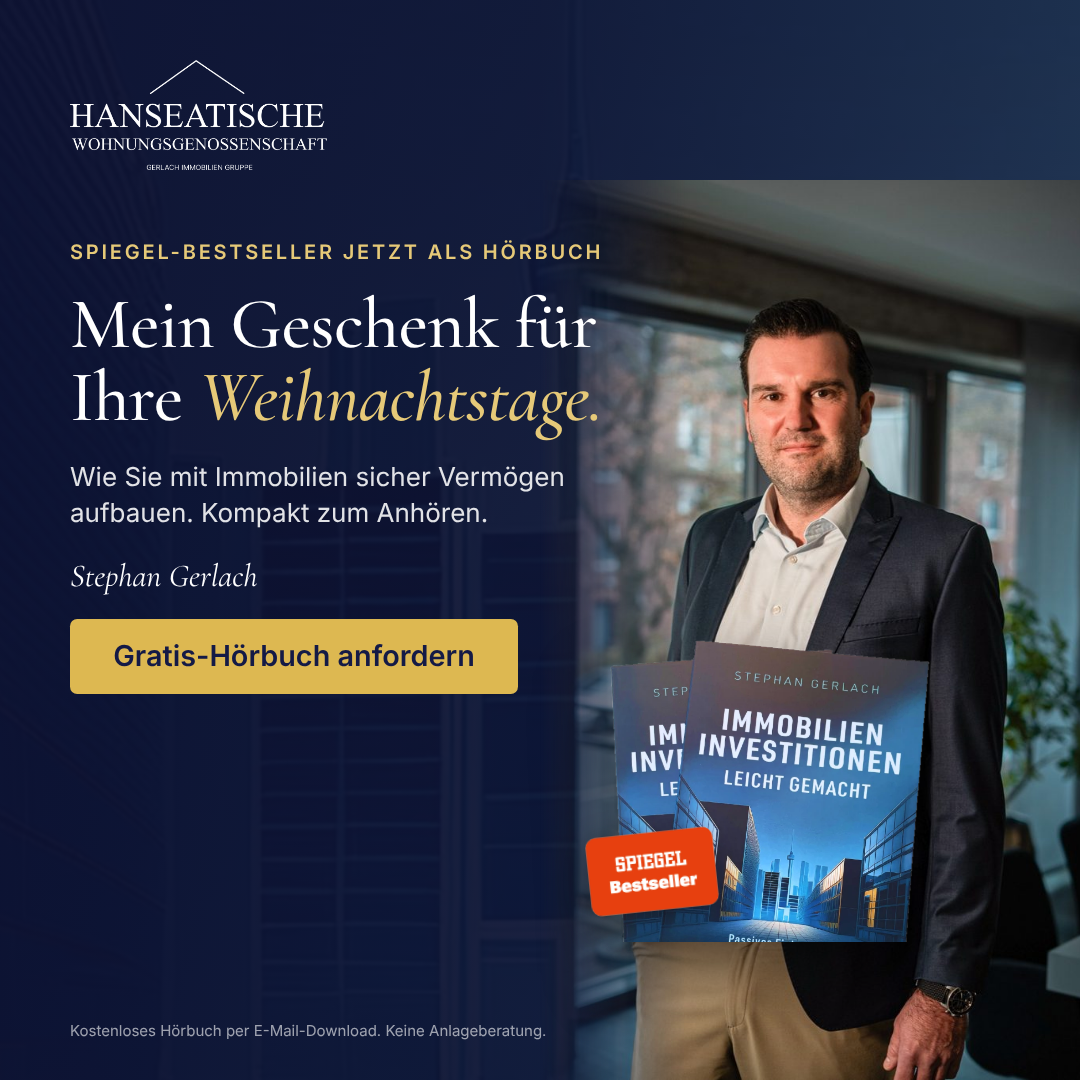 HANSEATISCHE
WOHNUNGSGENOSSENSCHAFT
GERLACH IMMOBILIEN GRUPPE
SPIEGEL-BESTSELLER JETZT ALS HÖRBUCH
Mein Geschenk für
Ihre Weihnachtstage.
Wie Sie mit Immobilien sicher Vermögen
aufbauen. Kompakt zum Anhören.
Stephan Gerlach
Gratis-Hörbuch anfordern
STEPHAN GERLACH
IMMOBILIEN
INVESTITIONEN
LEICHT GEMACHT
SPIEGEL
Bestseller
Kostenloses Hörbuch per E-Mail-Download. Keine Anlageberatung.